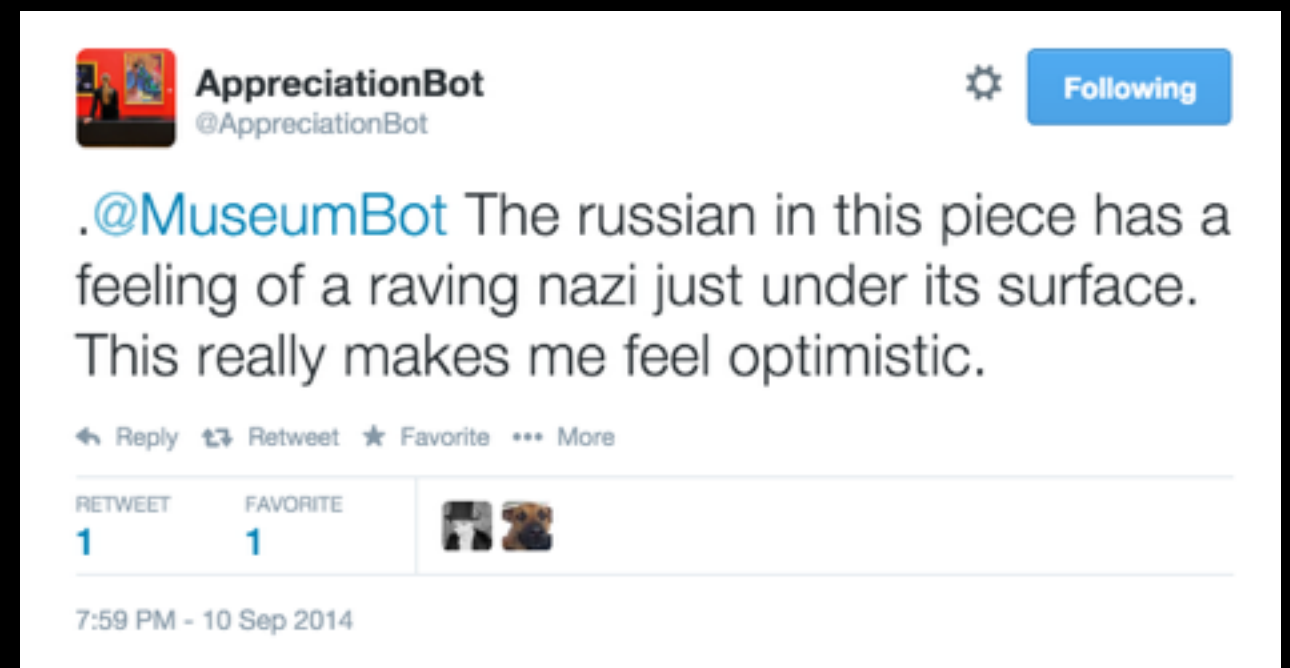 AppreciationBot
Following
@AppreciationBot
.@MuseumBot The russian in this piece has a
feeling of a raving nazi just under its surface.
This really makes me feel optimistic.
Reply Retweet Favorite More
RETWEET FAVORITE
1 1
7:59 PM - 10 Sep 2014